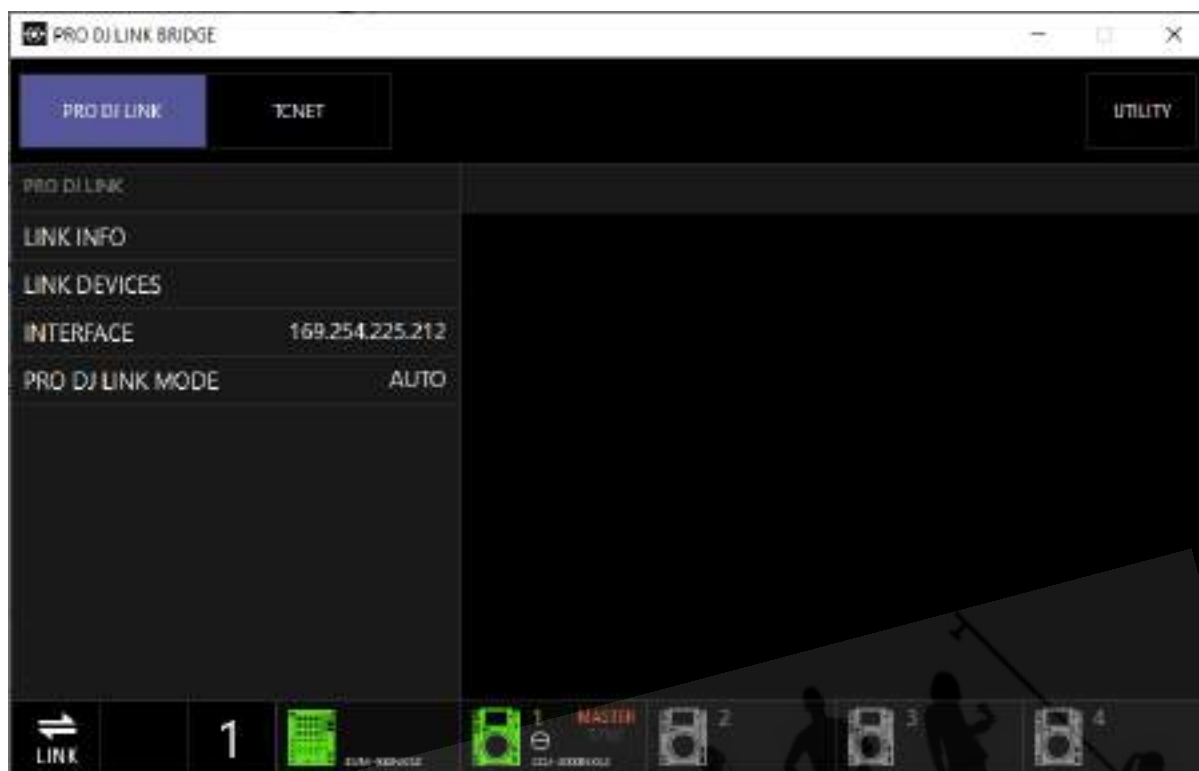 PRO DJ LINK BRIDGE
PRO DJ LINK
TCNET
UTILITY
PRO DJ LINK
LINK INFO
LINK DEVICES
INTERFACE 169.254.225.212
PRO DJ LINK MODE AUTO
LINK
1
1 MASTER
2
3
4